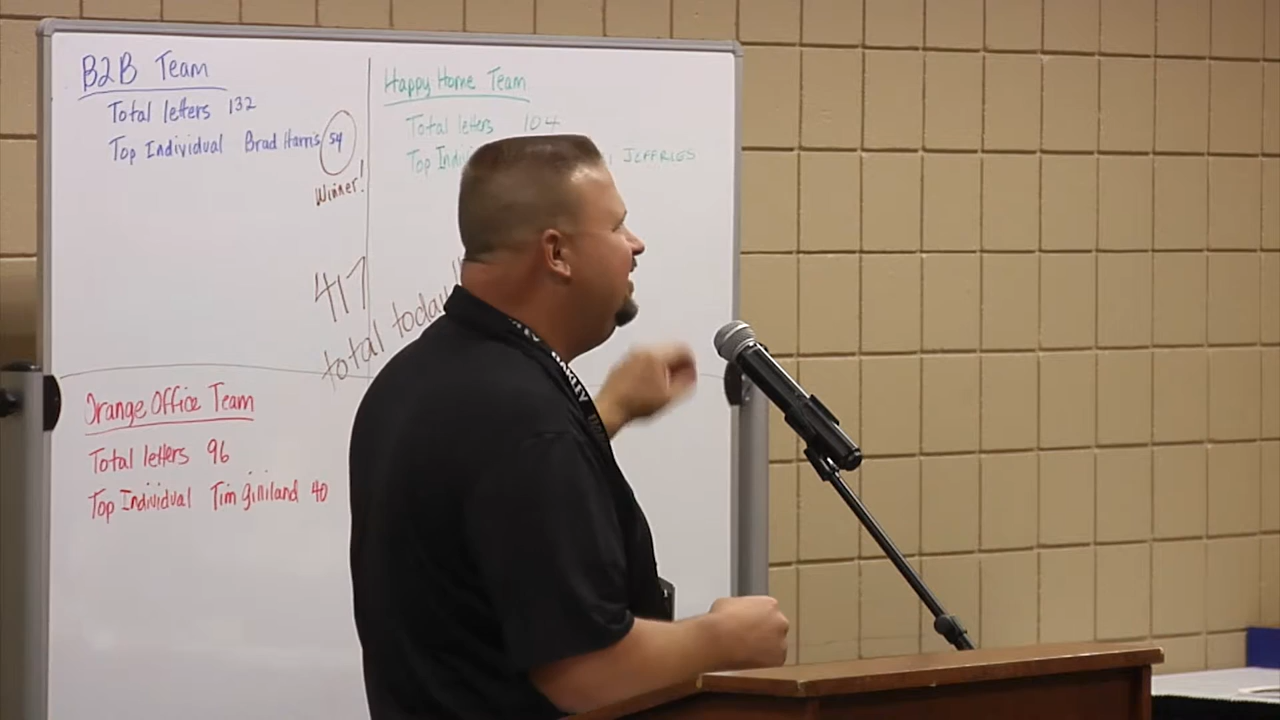 B2B Team
Total letters 132
Top Individual Brad Harris 54
Winner!
Happy Home Team
Total letters 104
Top JEFFRIES
417
total today
Orange Office Team
Total letters 96
Top Individual Tim Gilliland 40
OAKLEY